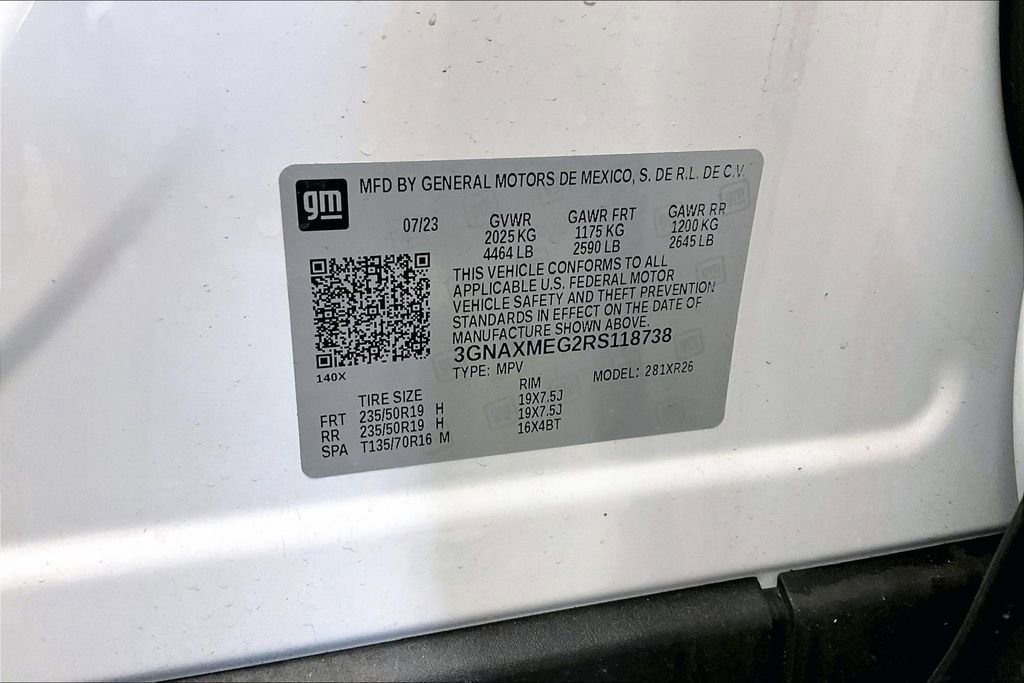 gm
MFD BY GENERAL MOTORS DE MEXICO, S. DE R.L. DE C.V.
07/23 GVWR GAWR FRT GAWR RR
2025 KG 1175 KG 1200 KG
4464 LB 2590 LB 2645 LB
THIS VEHICLE CONFORMS TO ALL
APPLICABLE U.S. FEDERAL MOTOR
VEHICLE SAFETY AND THEFT PREVENTION
STANDARDS IN EFFECT ON THE DATE OF
MANUFACTURE SHOWN ABOVE.
3GNAXMEG2RS118738
140X
TYPE: MPV MODEL: 281XR26
TIRE SIZE RIM
FRT 235/50R19 H 19X7.5J
RR 235/50R19 H 19X7.5J
SPA T135/70R16 M 16X4BT